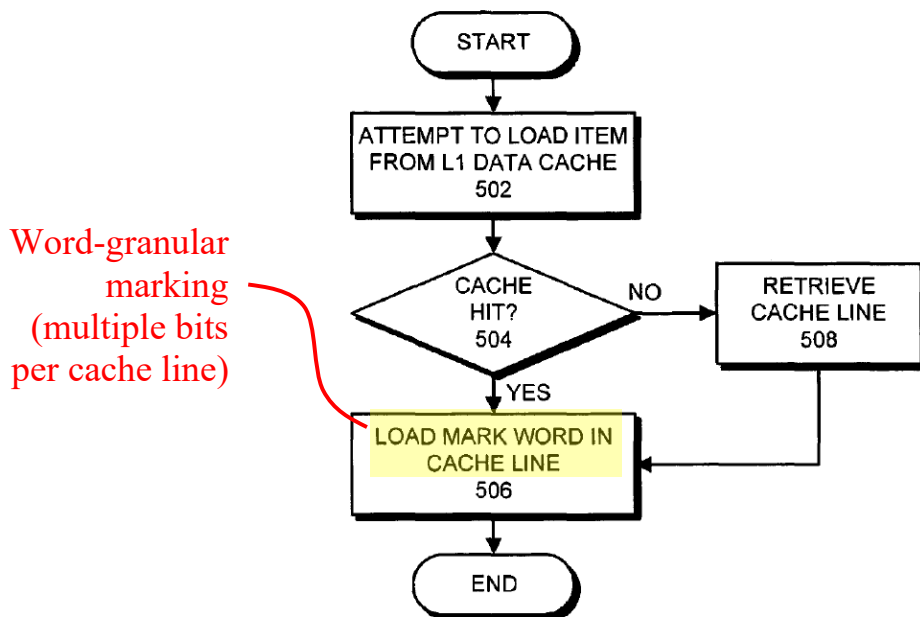 START
ATTEMPT TO LOAD ITEM
FROM L1 DATA CACHE
502
Word-granular
marking
(multiple bits
per cache line)
CACHE
HIT?
504
NO
RETRIEVE
CACHE LINE
508
YES
LOAD MARK WORD IN
CACHE LINE
506
END